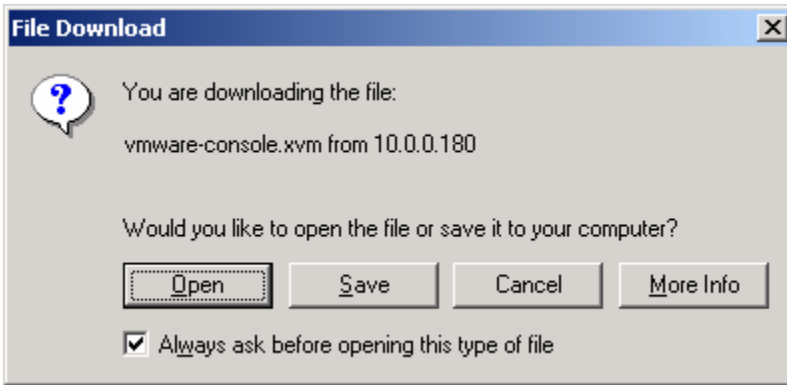 File Download
You are downloading the file:
vmware-console.xvm from 10.0.0.180
Would you like to open the file or save it to your computer?
Open Save Cancel More Info
Always ask before opening this type of file